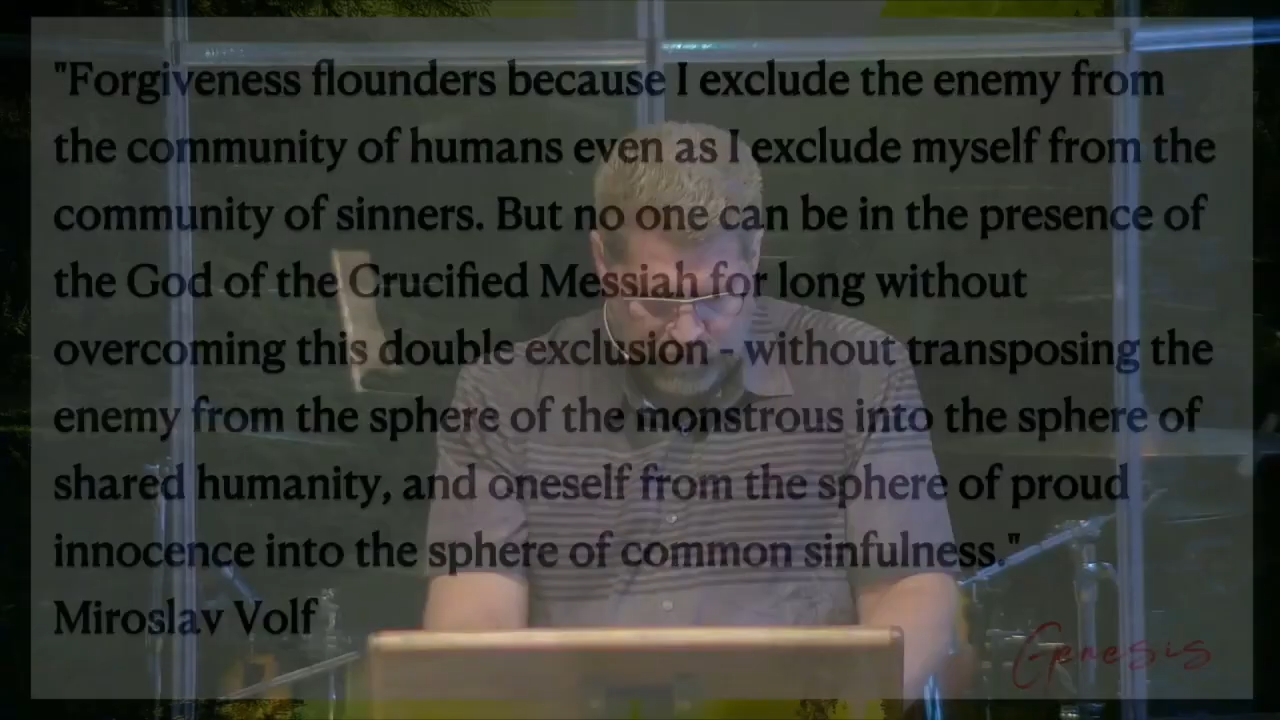 "Forgiveness flounders because I exclude the enemy from
the community of humans even as I exclude myself from the
community of sinners. But no one can be in the presence of
the God of the Crucified Messiah for long without
overcoming this double exclusion - without transposing the
enemy from the sphere of the monstrous into the sphere of
shared humanity, and oneself from the sphere of proud
innocence into the sphere of common sinfulness."
Miroslav Volf
Genesis